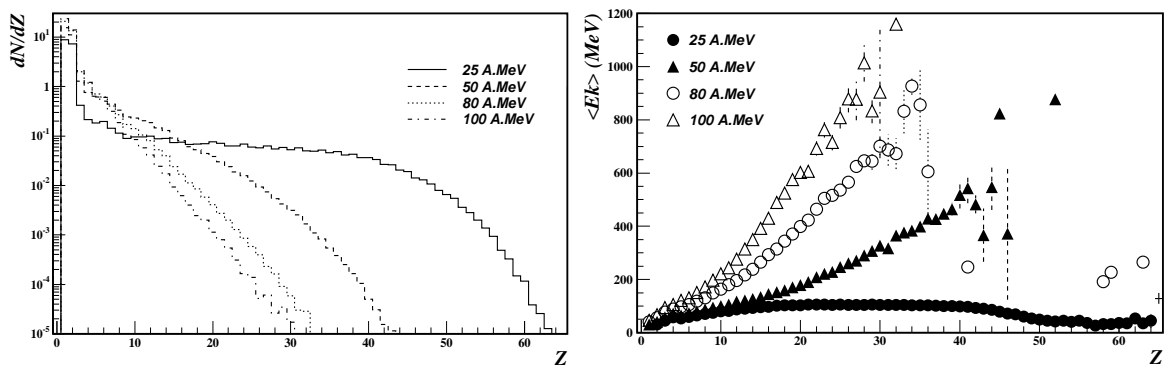 dN/dZ
10
1
10 -1
10 -2
10 -3
10 -4
10 -5
0 10 20 30 40 50 60
Z
25 A.MeV
50 A.MeV
80 A.MeV
100 A.MeV
<Ek> (MeV)
1200
1000
800
600
400
200
0
0 10 20 30 40 50 60
Z
25 A.MeV
50 A.MeV
80 A.MeV
100 A.MeV